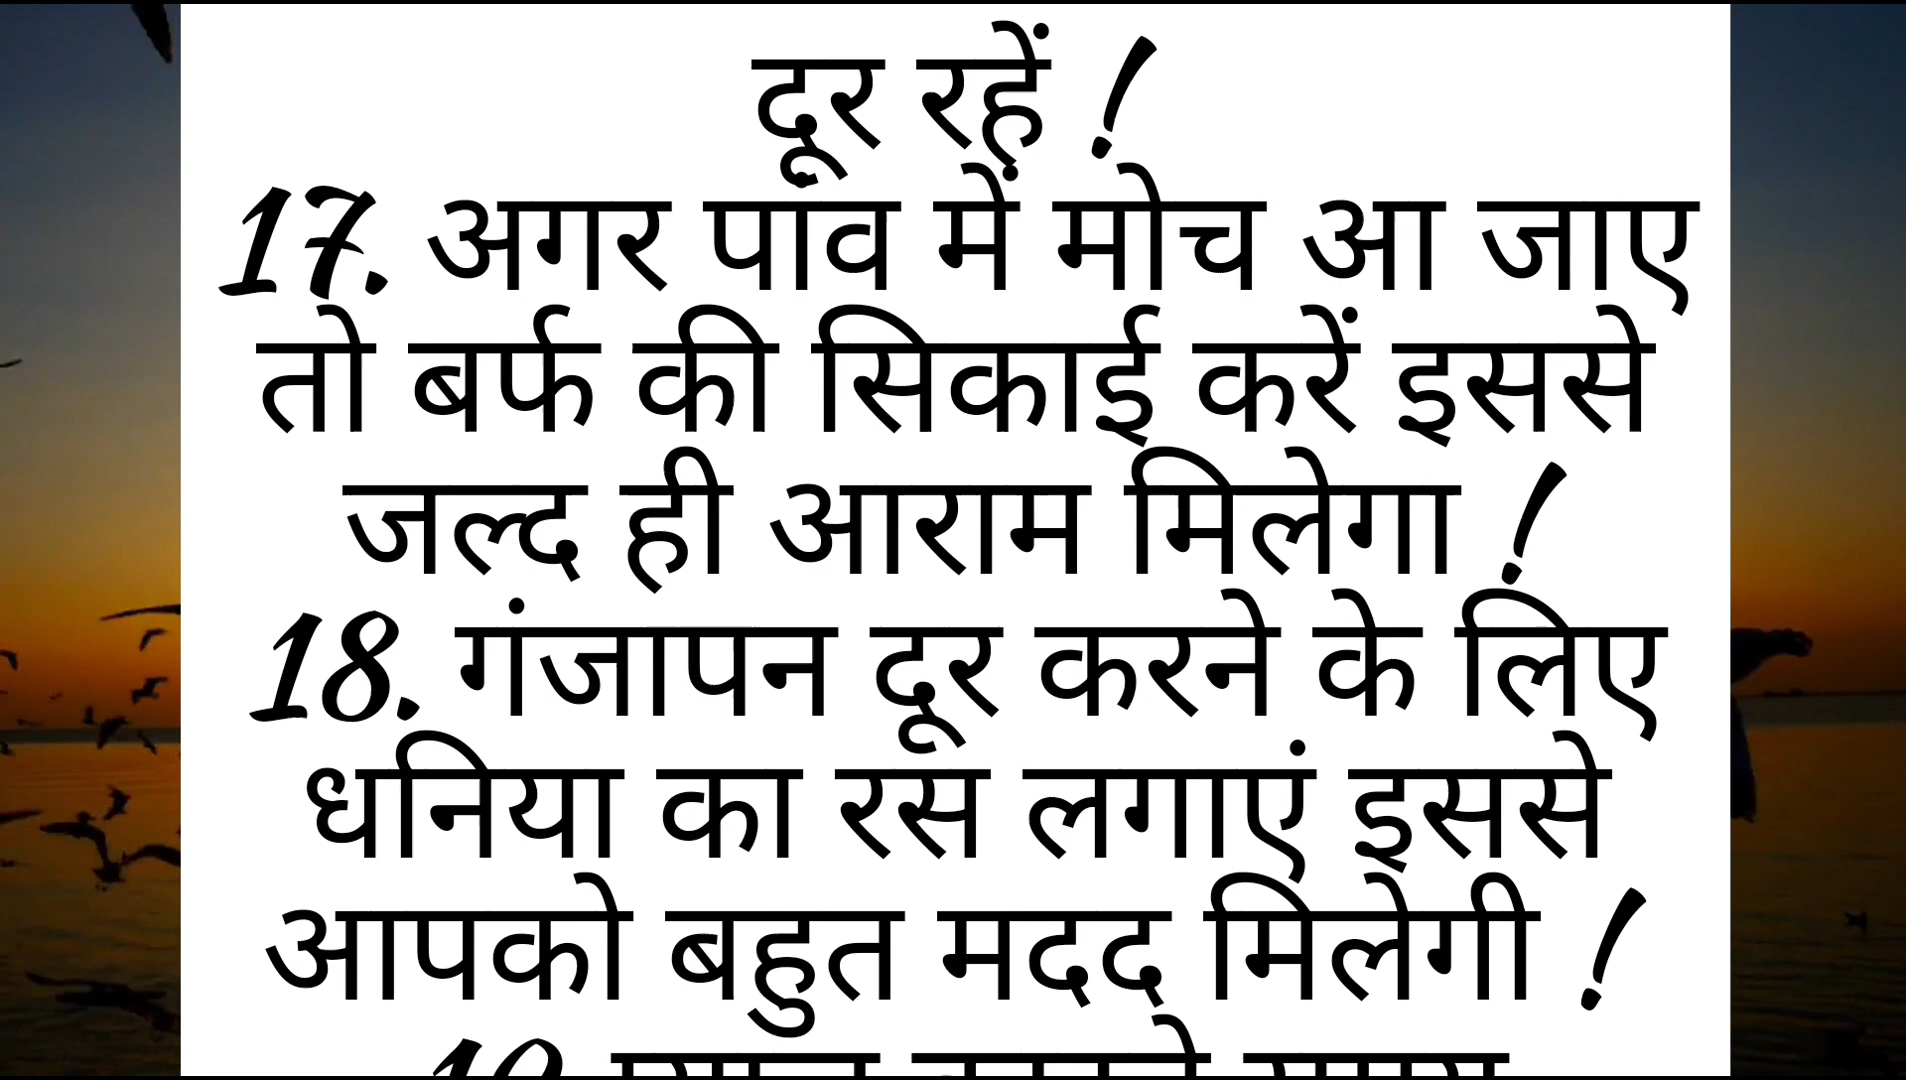 दूर रहें !
17. अगर पांव में मोच आ जाए
तो बर्फ की सिकाई करें इससे
जल्द ही आराम मिलेगा !
18. गंजापन दूर करने के लिए
धनिया का रस लगाएं इससे
आपको बहुत मदद मिलेगी !